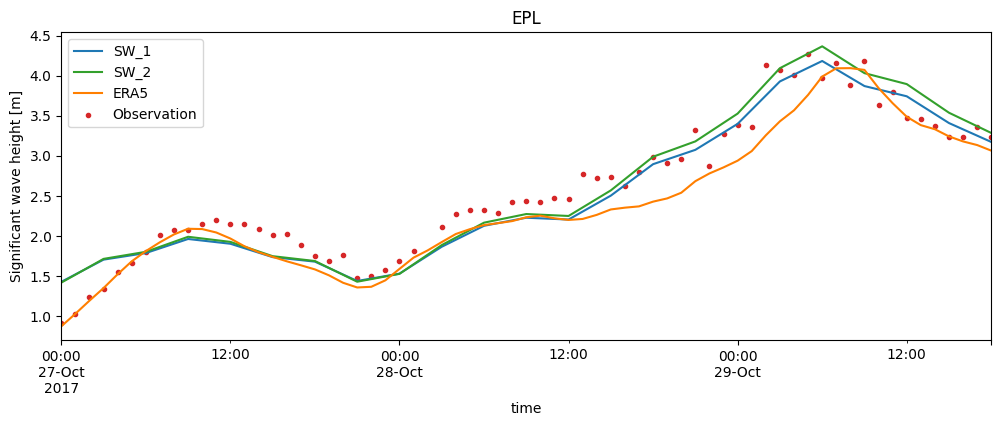 EPL
SW_1
SW_2
ERA5
Observation
Significant wave height [m]
4.5
4.0
3.5
3.0
2.5
2.0
1.5
1.0
00:00 12:00 00:00 12:00 00:00 12:00
27-Oct 28-Oct 29-Oct
2017
time